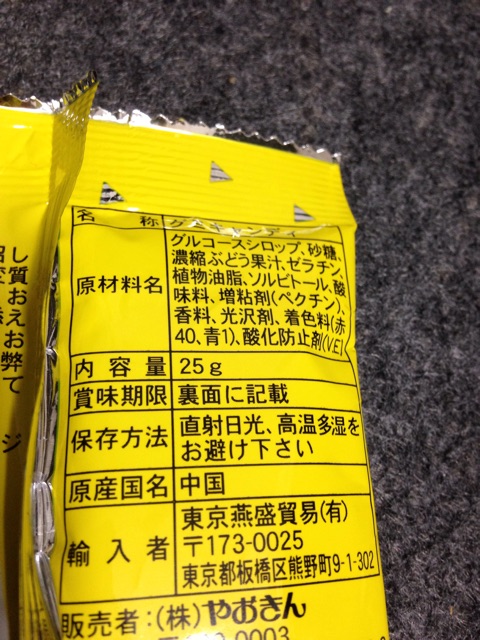 名称 グミキャンディ
原材料名
グルコースシロップ、砂糖、
濃縮ぶどう果汁、ゼラチン、
植物油脂、ソルビトール、酸
味料、増粘剤(ペクチン)、
香料、光沢剤、着色料(赤
40、青1)、酸化防止剤(V.E)
内容量 25g
賞味期限 裏面に記載
保存方法
直射日光、高温多湿を
お避け下さい
原産国名 中国
輸入者
東京燕盛貿易(有)
〒173-0025
東京都板橋区熊野町9-1-302
販売者:(株)やおきん